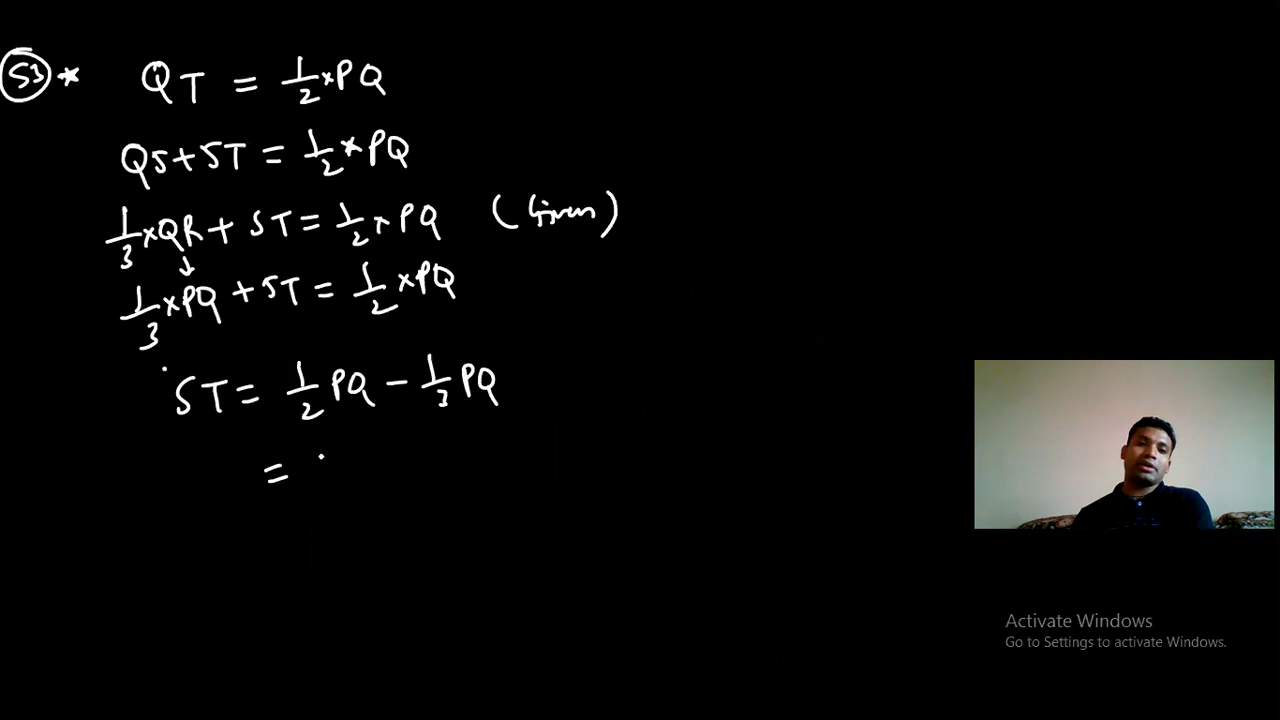 S3 * QT = 1/2 × PQ
QS + ST = 1/2 × PQ
1/3 × QR + ST = 1/2 × PQ (Given)
↓
1/3 × PQ + ST = 1/2 × PQ
ST = 1/2 PQ − 1/3 PQ
=
Activate Windows
Go to Settings to activate Windows.